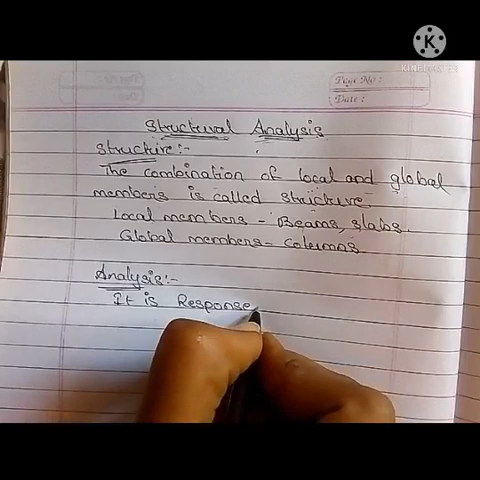 K
KINEMASTER
Page No :
Date :
Structural Analysis
Structure:-
The combination of local and global
members is called structure
Local members - Beams, slabs.
Global members - columns
Analysis:-
It is Response